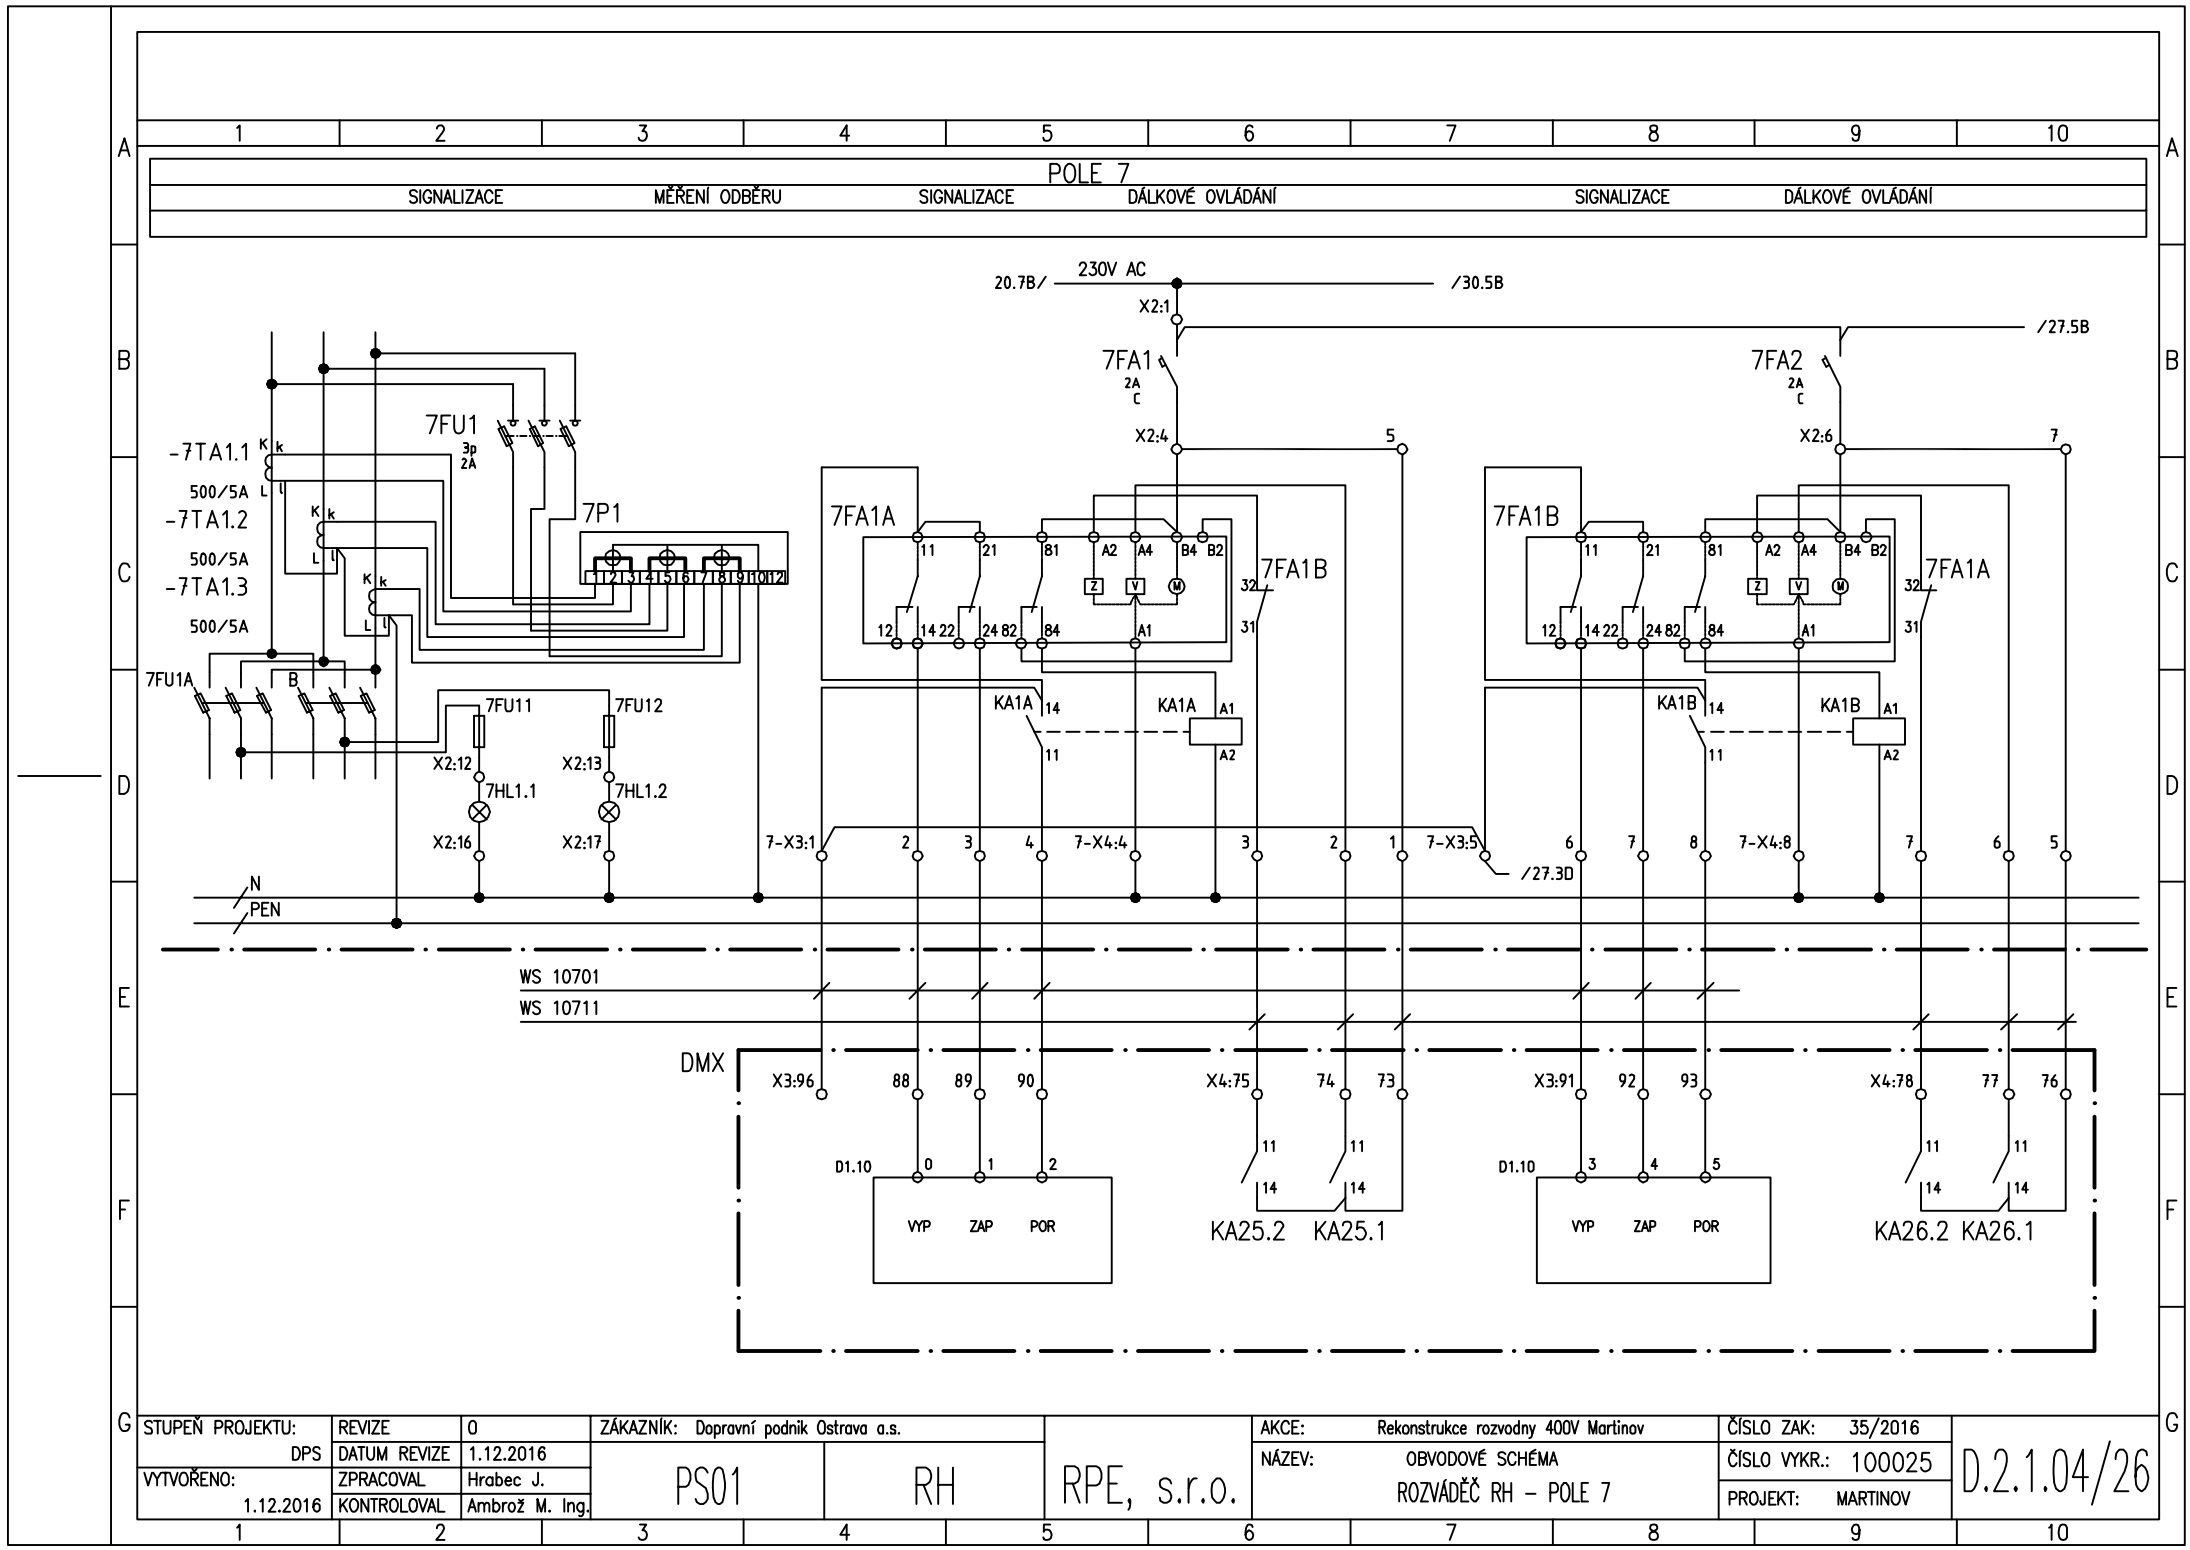 1 2 3 4 5 6 7 8 9 10
A A
POLE 7
SIGNALIZACE MĚŘENÍ ODBĚRU SIGNALIZACE DÁLKOVÉ OVLÁDÁNÍ SIGNALIZACE DÁLKOVÉ OVLÁDÁNÍ
230V AC
20.7B/ /30.5B
X2:1
/27.5B
B 7FA1 7FA2 B
2A 2A
C C
7FU1
3p
2A
X2:4 5 X2:6 7
-7TA1.1 K k
500/5A L l
-7TA1.2 K k
500/5A L l
-7TA1.3 K k
500/5A L l
7P1
1 2 3 4 5 6 7 8 9 10 12
7FA1A 7FA1B
11 21 81 A2 A4 B4 B2 11 21 81 A2 A4 B4 B2
C 7FA1B 7FA1A C
Z V M 32 Z V M 32
12 14 22 24 82 84 A1 31 12 14 22 24 82 84 A1 31
7FU1A B
7FU11 7FU12
KA1A 14 KA1A A1 KA1B 14 KA1B A1
11 A2 11 A2
X2:12 X2:13
D D
7HL1.1 7HL1.2
X2:16 X2:17 7-X3:1 2 3 4 7-X4:4 3 2 1 7-X3:5 6 7 8 7-X4:8 7 6 5
/27.3D
N
PEN
WS 10701
E E
WS 10711
DMX
X3:96 88 89 90 X4:75 74 73 X3:91 92 93 X4:78 77 76
11 11 11 11
D1.10 0 1 2 D1.10 3 4 5
14 14 14 14
F F
VYP ZAP POR VYP ZAP POR
KA25.2 KA25.1 KA26.2 KA26.1
G G
STUPEŇ PROJEKTU:
DPS
VYTVOŘENO:
1.12.2016
REVIZE 0
DATUM REVIZE 1.12.2016
ZPRACOVAL Hrabec J.
KONTROLOVAL Ambrož M. Ing.
ZÁKAZNÍK: Dopravní podnik Ostrava a.s.
PS01 RH
RPE, s.r.o.
AKCE: Rekonstrukce rozvodny 400V Martinov
NÁZEV: OBVODOVÉ SCHÉMA
ROZVÁDĚČ RH - POLE 7
ČÍSLO ZAK: 35/2016
ČÍSLO VYKR.: 100025
PROJEKT: MARTINOV
D.2.1.04/26
1 2 3 4 5 6 7 8 9 10